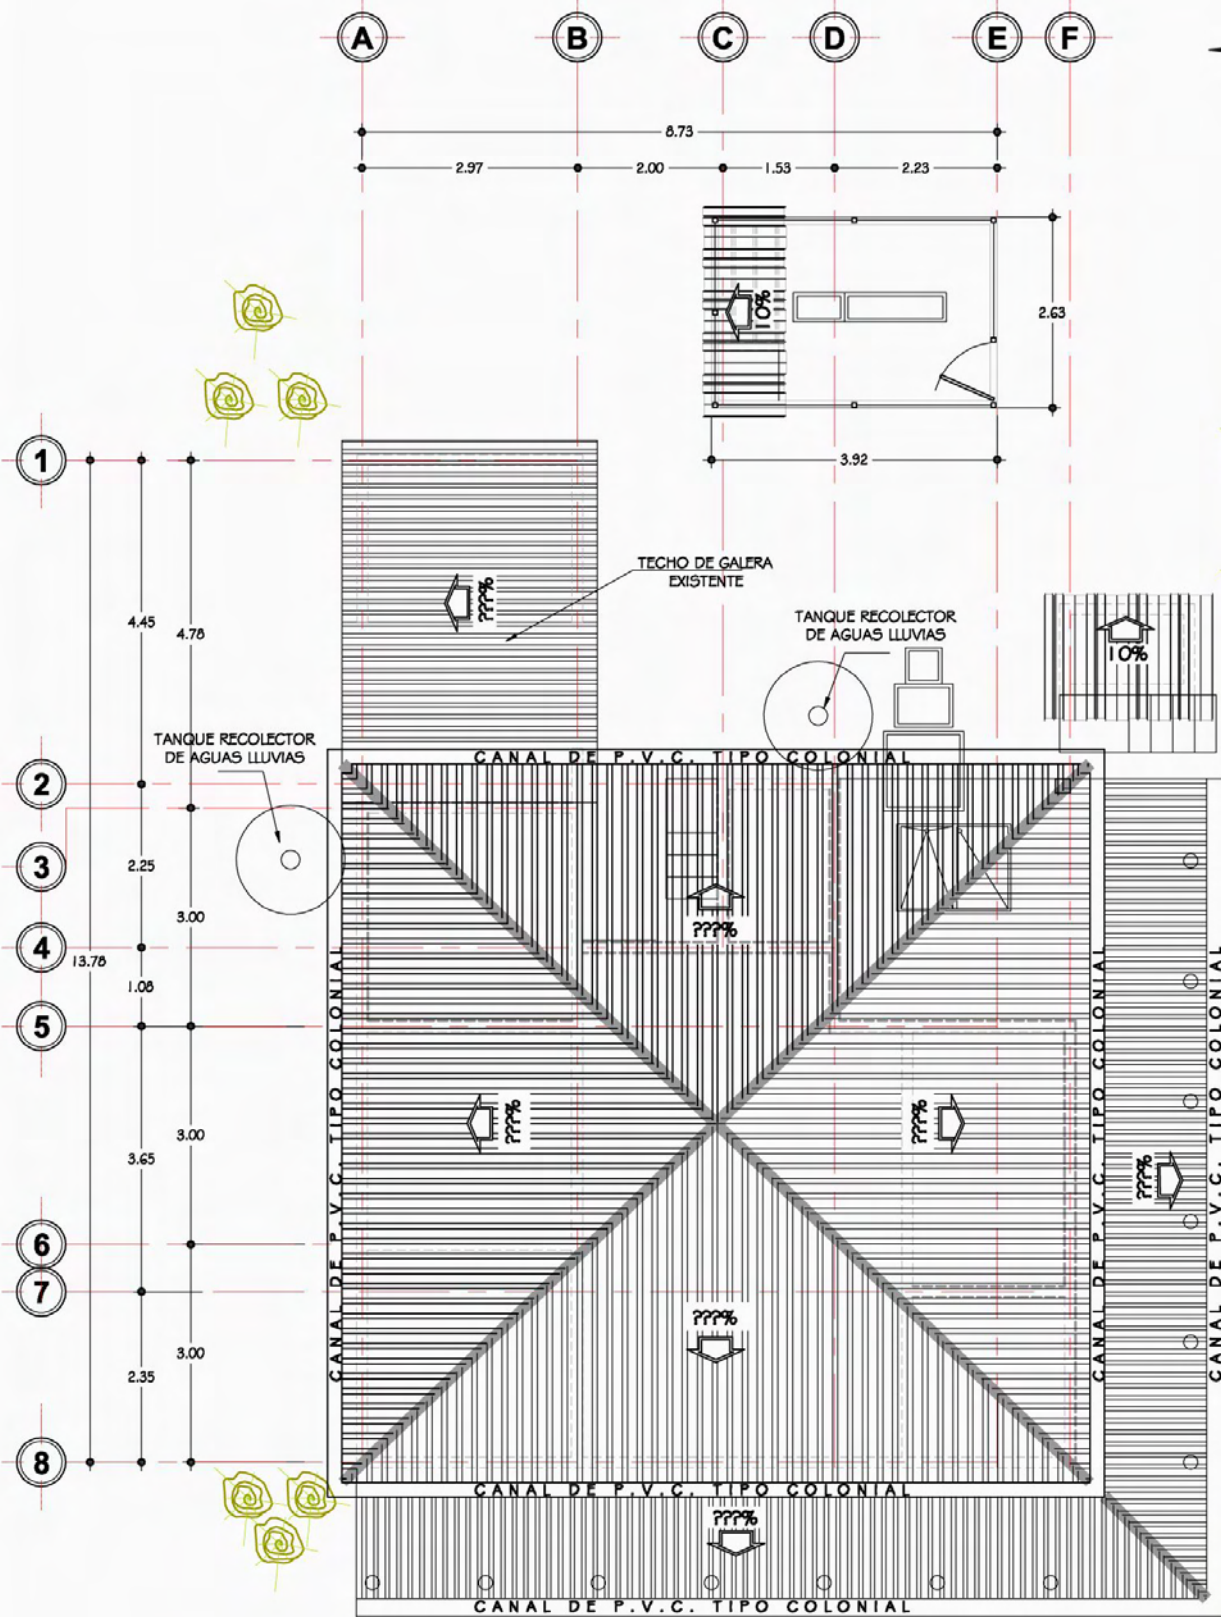 A B C D E F
8.73
2.97 2.00 1.53 2.23
10%
2.63
3.92
1
TECHO DE GALERA
EXISTENTE
???%
4.45
4.78
TANQUE RECOLECTOR
DE AGUAS LLUVIAS
10%
TANQUE RECOLECTOR
DE AGUAS LLUVIAS
CANAL DE P.V.C. TIPO COLONIAL
2
3
2.25
3.00
???%
4
13.78
1.08
5
CANAL DE P.V.C. TIPO COLONIAL
CANAL DE P.V.C. TIPO COLONIAL
CANAL DE P.V.C. TIPO COLONIAL
???%
???%
3.00
3.65
???%
6
7
???%
3.00
2.35
8
CANAL DE P.V.C. TIPO COLONIAL
???%
CANAL DE P.V.C. TIPO COLONIAL